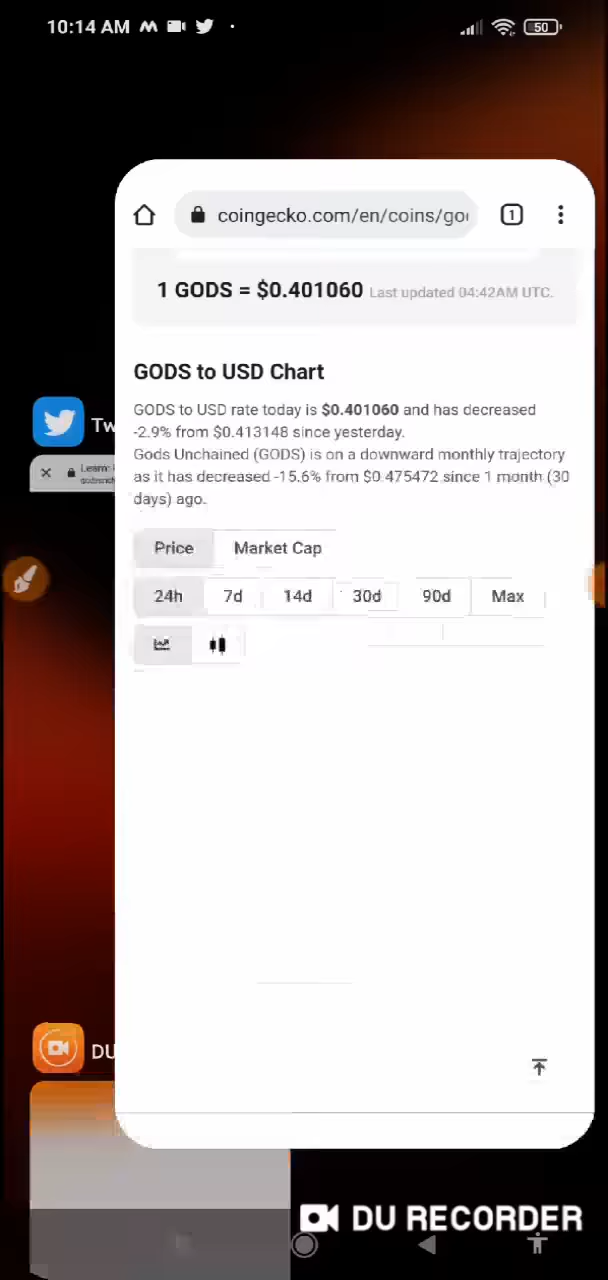 10:14 AM
50
coingecko.com/en/coins/go
1
1 GODS = $0.401060 Last updated 04:42AM UTC.
GODS to USD Chart
GODS to USD rate today is $0.401060 and has decreased
-2.9% from $0.413148 since yesterday.
Gods Unchained (GODS) is on a downward monthly trajectory
as it has decreased -15.6% from $0.475472 since 1 month (30
days) ago.
Price Market Cap
24h 7d 14d 30d 90d Max
Tw
Learn
DU
DU RECORDER